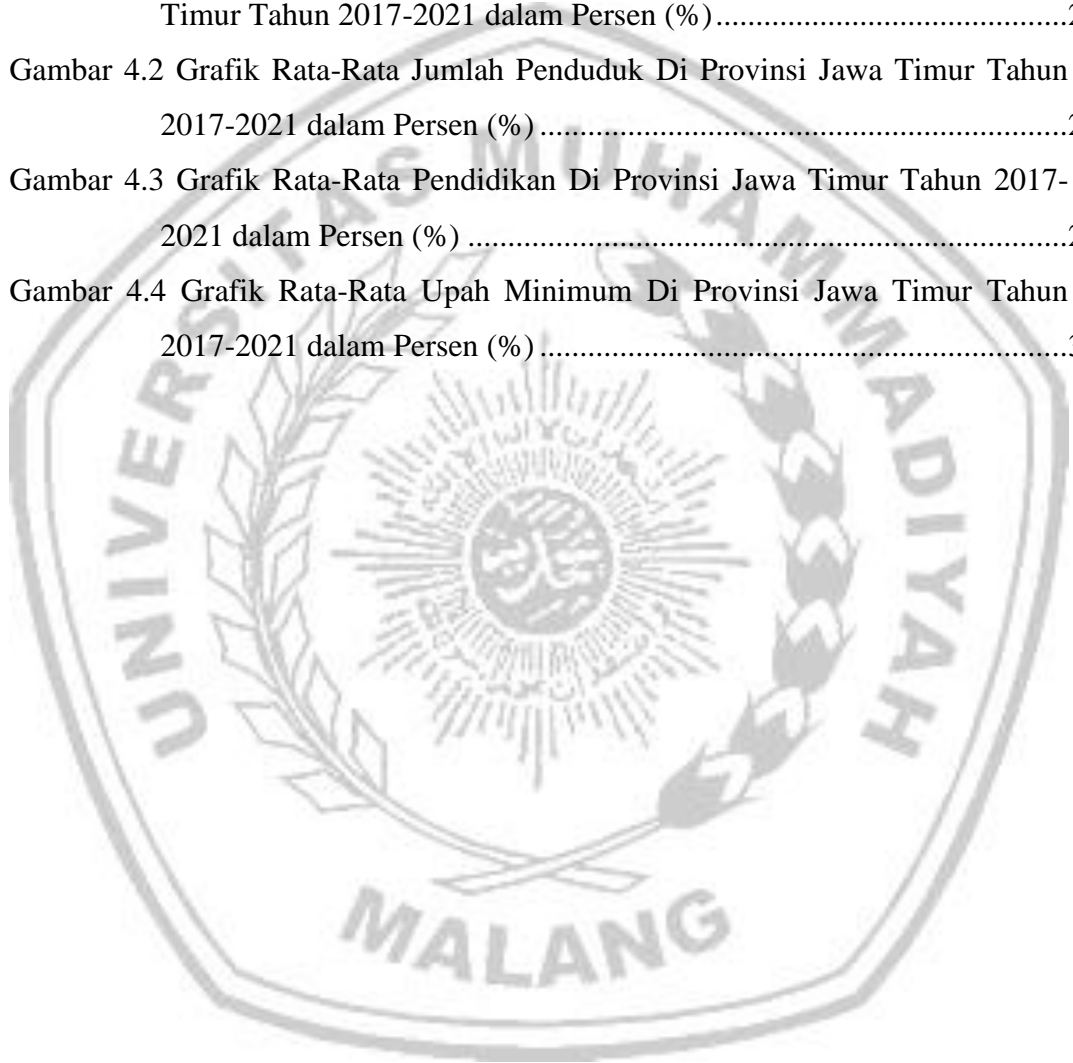 Timur Tahun 2017-2021 dalam Persen (%)
Gambar 4.2 Grafik Rata-Rata Jumlah Penduduk Di Provinsi Jawa Timur Tahun
2017-2021 dalam Persen (%)
Gambar 4.3 Grafik Rata-Rata Pendidikan Di Provinsi Jawa Timur Tahun 2017-
2021 dalam Persen (%)
Gambar 4.4 Grafik Rata-Rata Upah Minimum Di Provinsi Jawa Timur Tahun
2017-2021 dalam Persen (%)
UNIVERSITAS MUHAMMADIYAH
MALANG